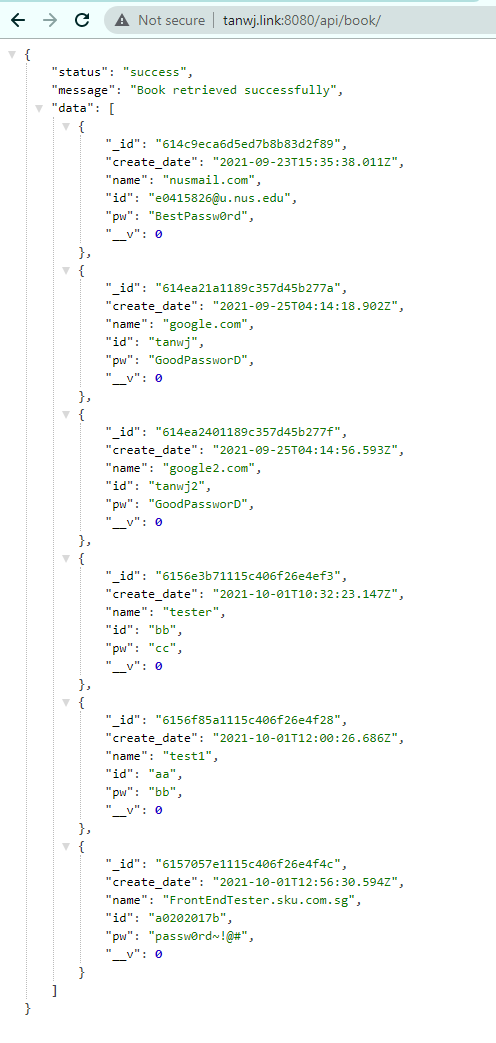 Not secure | tanwj.link:8080/api/book/
{
"status": "success",
"message": "Book retrieved successfully",
"data": [
{
"_id": "614c9eca6d5ed7b8b83d2f89",
"create_date": "2021-09-23T15:35:38.011Z",
"name": "nusmail.com",
"id": "e0415826@u.nus.edu",
"pw": "BestPassw0rd",
"__v": 0
},
{
"_id": "614ea21a1189c357d45b277a",
"create_date": "2021-09-25T04:14:18.902Z",
"name": "google.com",
"id": "tanwj",
"pw": "GoodPassworD",
"__v": 0
},
{
"_id": "614ea2401189c357d45b277f",
"create_date": "2021-09-25T04:14:56.593Z",
"name": "google2.com",
"id": "tanwj2",
"pw": "GoodPassworD",
"__v": 0
},
{
"_id": "6156e3b71115c406f26e4ef3",
"create_date": "2021-10-01T10:32:23.147Z",
"name": "tester",
"id": "bb",
"pw": "cc",
"__v": 0
},
{
"_id": "6156f85a1115c406f26e4f28",
"create_date": "2021-10-01T12:00:26.686Z",
"name": "test1",
"id": "aa",
"pw": "bb",
"__v": 0
},
{
"_id": "6157057e1115c406f26e4f4c",
"create_date": "2021-10-01T12:56:30.594Z",
"name": "FrontEndTester.sku.com.sg",
"id": "a0202017b",
"pw": "passw0rd~!@#",
"__v": 0
}
]
}